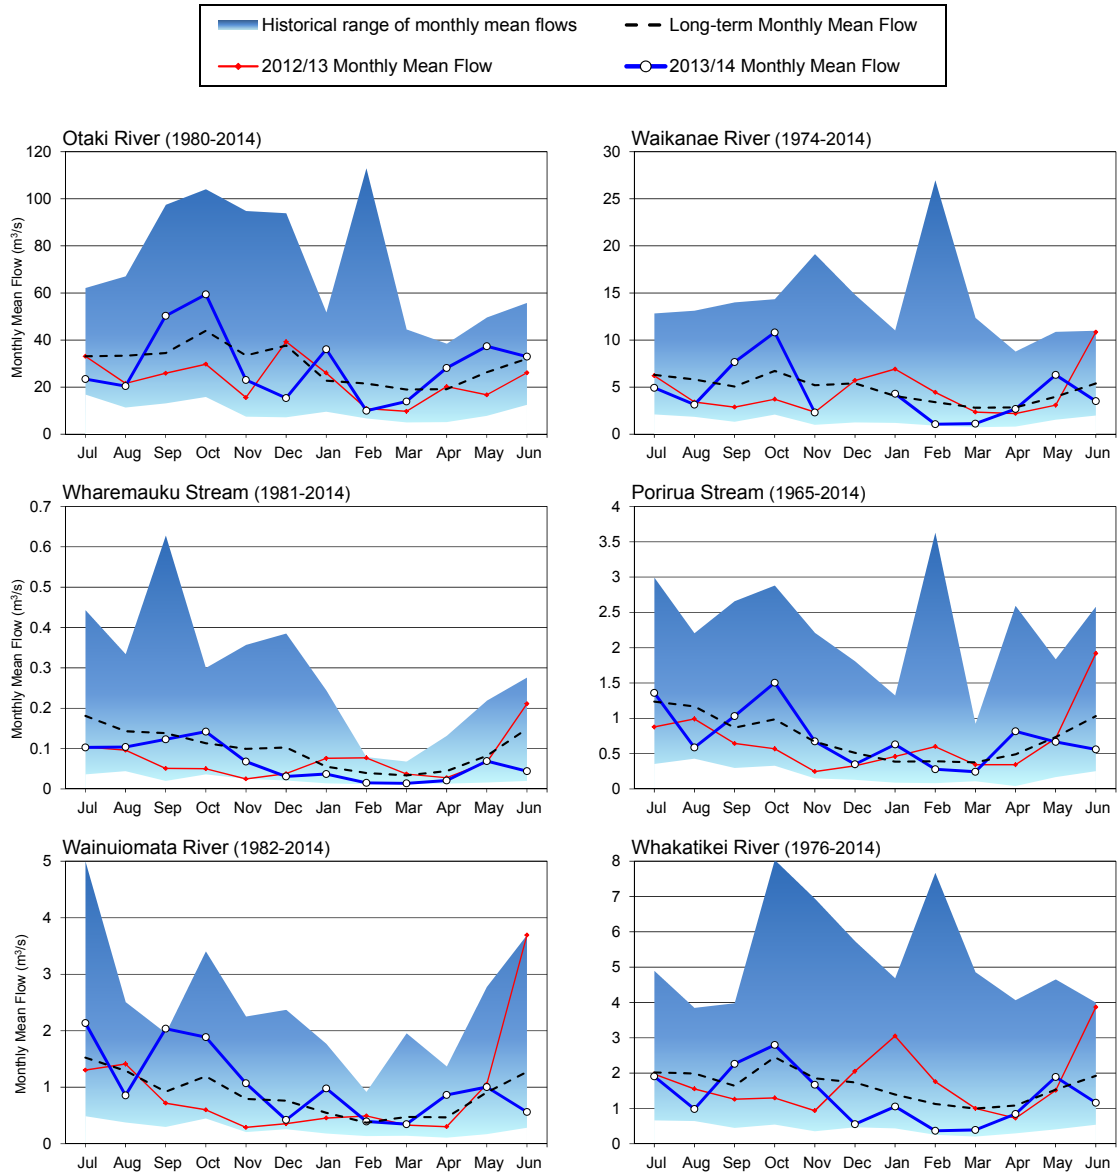 Historical range of monthly mean flows Long-term Monthly Mean Flow
2012/13 Monthly Mean Flow 2013/14 Monthly Mean Flow
Otaki River (1980-2014)
Monthly Mean Flow (m³/s)
120
100
80
60
40
20
0
Jul Aug Sep Oct Nov Dec Jan Feb Mar Apr May Jun
Waikanae River (1974-2014)
30
25
20
15
10
5
0
Jul Aug Sep Oct Nov Dec Jan Feb Mar Apr May Jun
Wharemauku Stream (1981-2014)
Monthly Mean Flow (m³/s)
0.7
0.6
0.5
0.4
0.3
0.2
0.1
0
Jul Aug Sep Oct Nov Dec Jan Feb Mar Apr May Jun
Porirua Stream (1965-2014)
4
3.5
3
2.5
2
1.5
1
0.5
0
Jul Aug Sep Oct Nov Dec Jan Feb Mar Apr May Jun
Wainuiomata River (1982-2014)
Monthly Mean Flow (m³/s)
5
4
3
2
1
0
Jul Aug Sep Oct Nov Dec Jan Feb Mar Apr May Jun
Whakatikei River (1976-2014)
8
7
6
5
4
3
2
1
0
Jul Aug Sep Oct Nov Dec Jan Feb Mar Apr May Jun